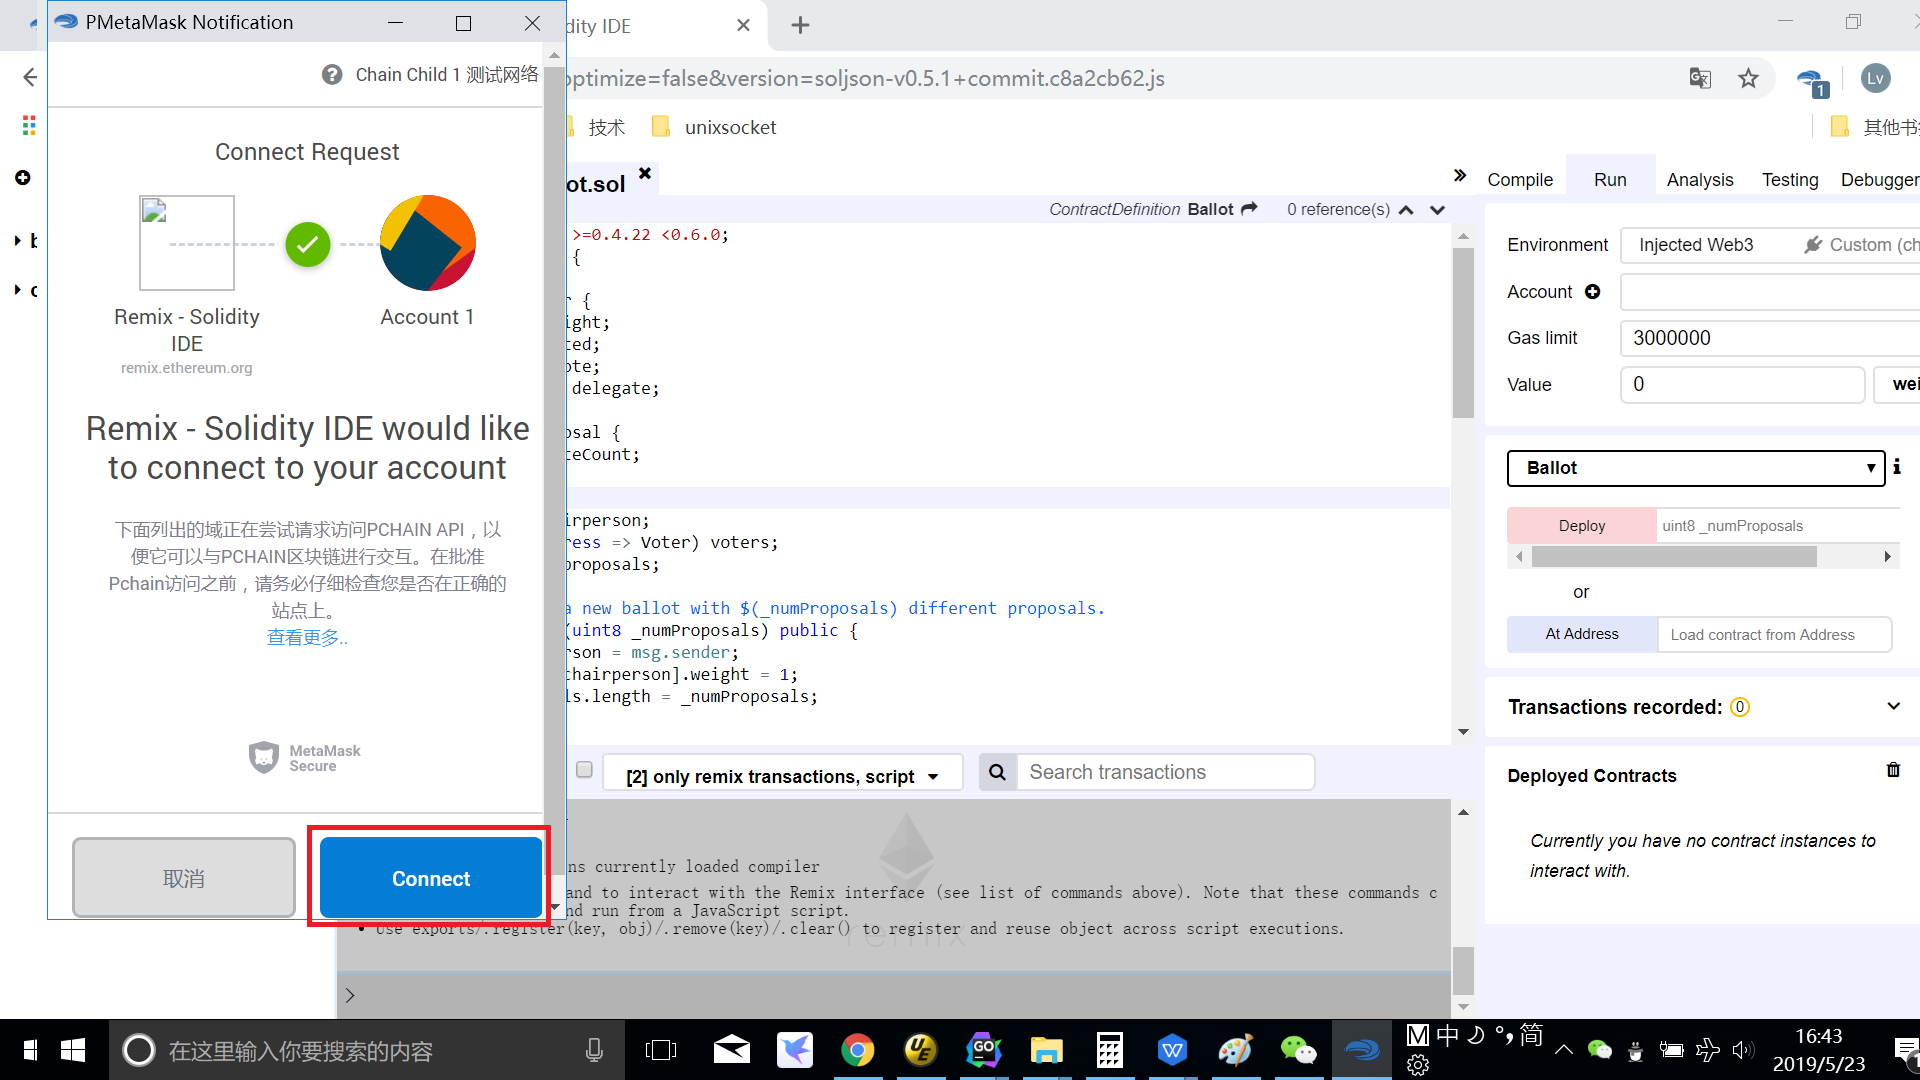 PMetaMask Notification
Chain Child 1 测试网络
Connect Request
Remix - Solidity
IDE
remix.ethereum.org
Account 1
Remix - Solidity IDE would like
to connect to your account
下面列出的域正在尝试请求访问PCHAIN API，以
便它可以与PCHAIN区块链进行交互。在批准
Pchain访问之前，请务必仔细检查您是否在正确的
站点上。
查看更多..
MetaMask
Secure
取消
Connect
dity IDE
optimize=false&version=soljson-v0.5.1+commit.c8a2cb62.js
1
Lv
技术
unixsocket
其他书
ot.sol
ContractDefinition Ballot
0 reference(s)
>=0.4.22 <0.6.0;
{
r {
ight;
ted;
ote;
delegate;
osal {
teCount;
irperson;
ress => Voter) voters;
proposals;
a new ballot with $(_numProposals) different proposals.
(uint8 _numProposals) public {
rson = msg.sender;
chairperson].weight = 1;
ls.length = _numProposals;
[2] only remix transactions, script
Search transactions
ns currently loaded compiler
and to interact with the Remix interface (see list of commands above). Note that these commands c
nd run from a JavaScript script.
• Use exports/.register(key, obj)/.remove(key)/.clear() to register and reuse object across script executions.
remix
>
Compile
Run
Analysis
Testing
Debugger
Environment
Injected Web3
Custom (ch
Account
Gas limit
3000000
Value
0
wei
Ballot
Deploy
uint8 _numProposals
or
At Address
Load contract from Address
Transactions recorded: 0
Deployed Contracts
Currently you have no contract instances to
interact with.
在这里输入你要搜索的内容
UE
GO
W
M 中 简
16:43
2019/5/23